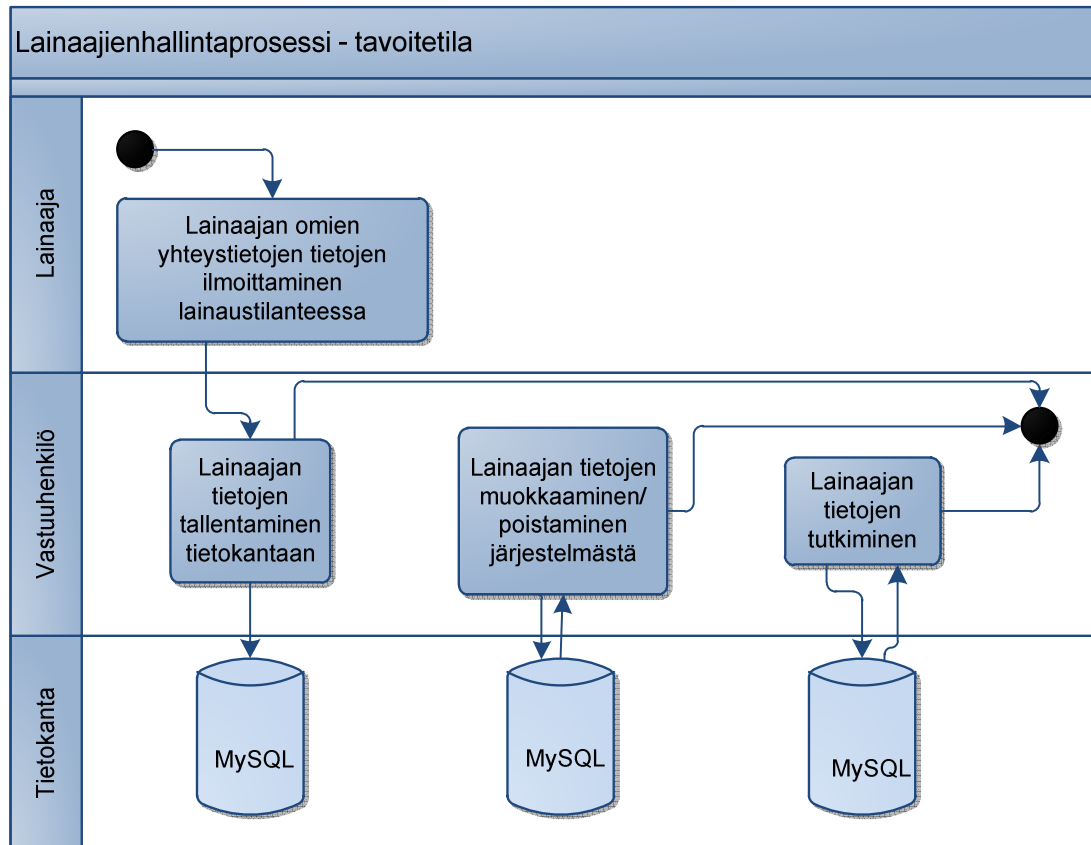 Lainaajienhallintaprosessi - tavoitetila
Lainaaja
Lainaajan omien
yhteystietojen tietojen
ilmoittaminen
lainaustilanteessa
Vastuuhenkilö
Lainaajan
tietojen
tallentaminen
tietokantaan
Lainaajan tietojen
muokkaaminen/
poistaminen
järjestelmästä
Lainaajan
tietojen
tutkiminen
Tietokanta
MySQL
MySQL
MySQL